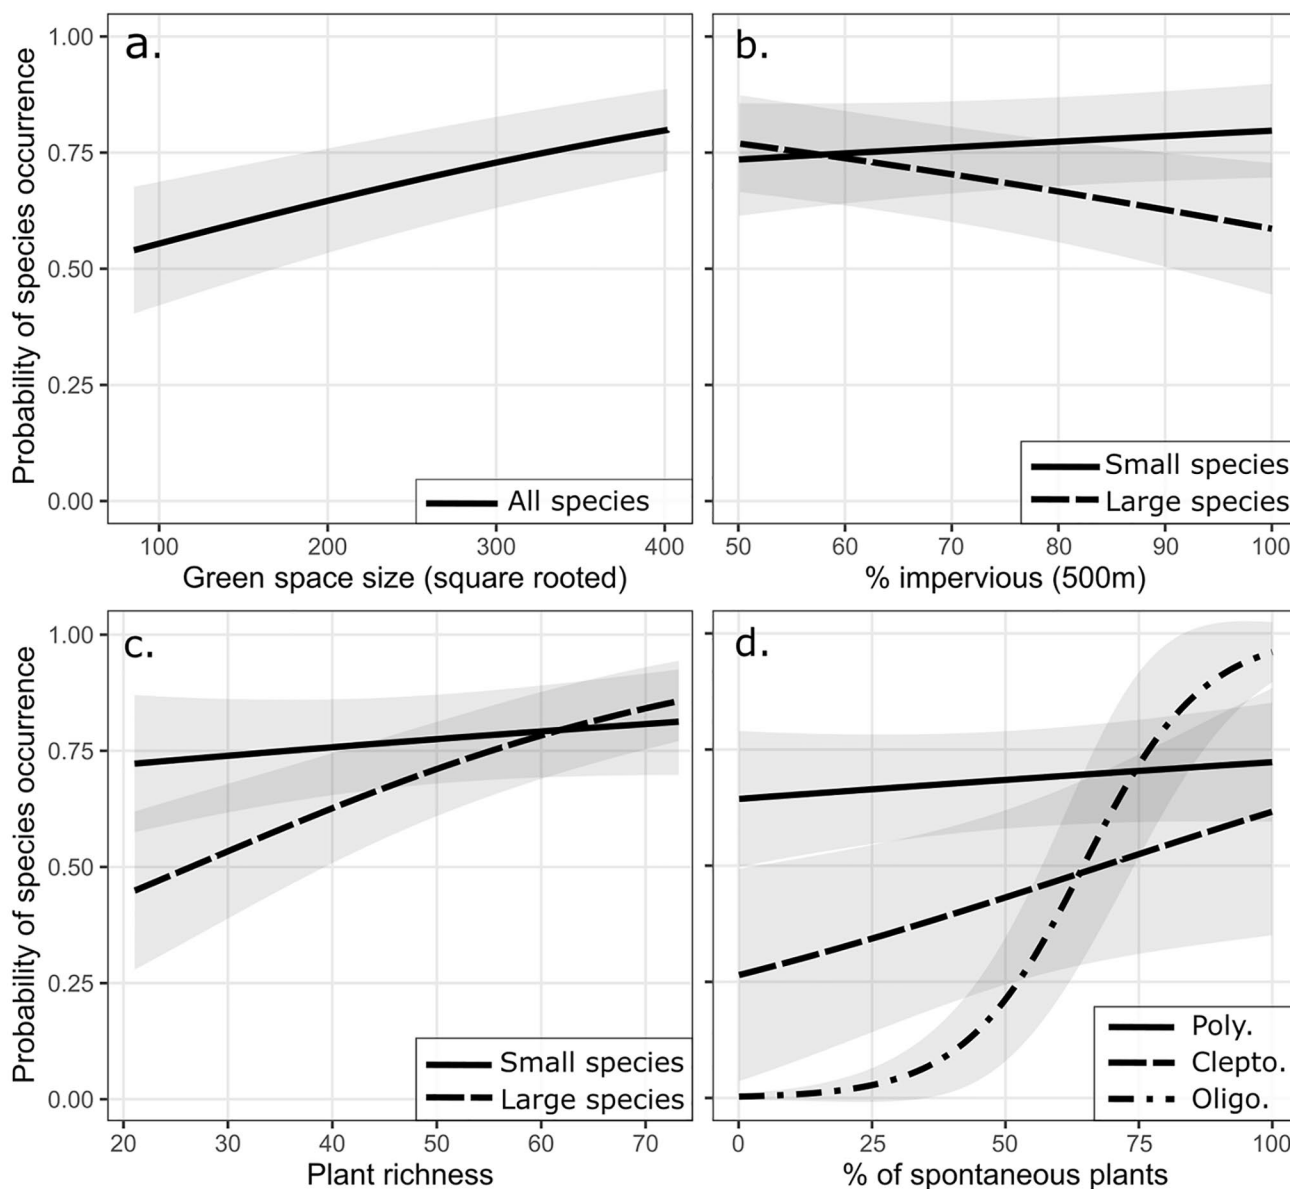 a.
Probability of species occurrence
1.00
0.75
0.50
0.25
0.00
All species
100
200
300
400
Green space size (square rooted)
b.
Small species
Large species
50
60
70
80
90
100
% impervious (500m)
c.
Probability of species occurrence
1.00
0.75
0.50
0.25
0.00
Small species
Large species
20
30
40
50
60
70
Plant richness
d.
Poly.
Clepto.
Oligo.
0
25
50
75
100
% of spontaneous plants